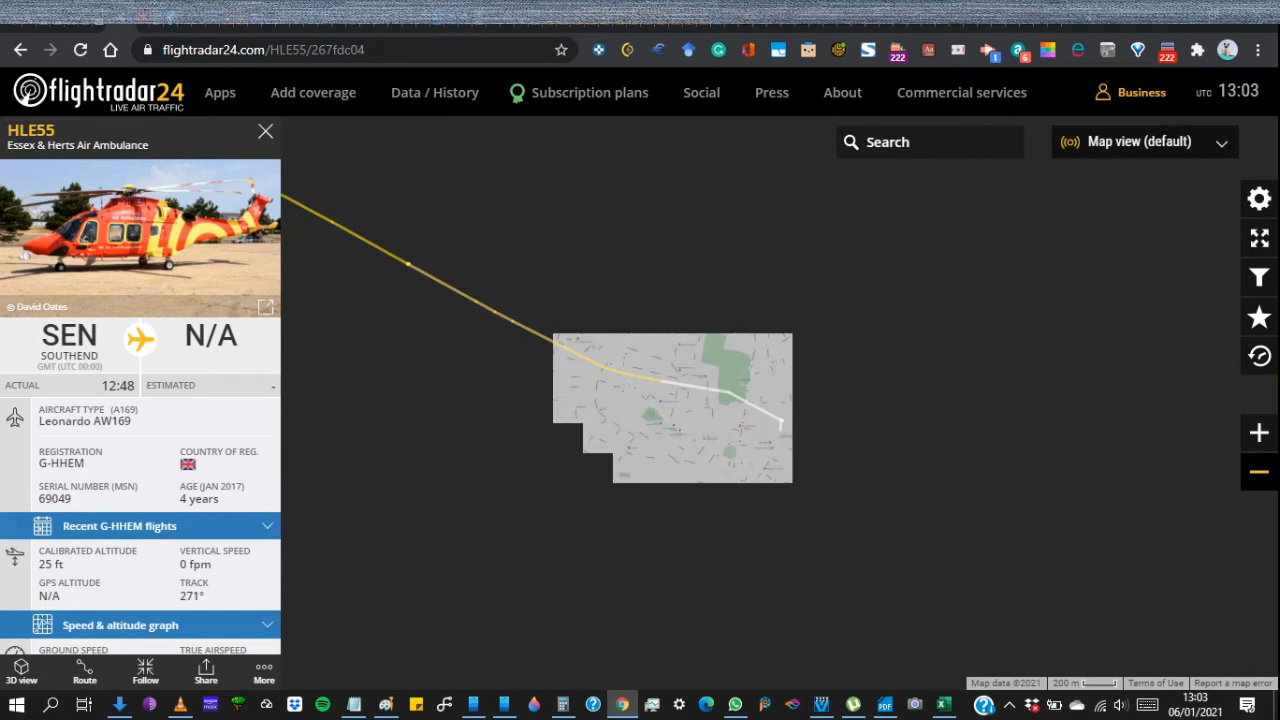 flightradar24.com/HLE55/267fdc04
222
1
6
222
flightradar24
LIVE AIR TRAFFIC
Apps
Add coverage
Data / History
Subscription plans
Social
Press
About
Commercial services
Business
UTC 13:03
HLE55
Essex & Herts Air Ambulance
Search
Map view (default)
© David Oates
SEN
N/A
SOUTHEND
GMT (UTC 00:00)
ACTUAL 12:48 ESTIMATED -
AIRCRAFT TYPE (A169)
Leonardo AW169
REGISTRATION COUNTRY OF REG.
G-HHEM
SERIAL NUMBER (MSN) AGE (JAN 2017)
69049 4 years
Recent G-HHEM flights
CALIBRATED ALTITUDE VERTICAL SPEED
25 ft 0 fpm
GPS ALTITUDE TRACK
N/A 271°
Speed & altitude graph
GROUND SPEED TRUE AIRSPEED
3D view Route Follow Share More
Map data ©2021 200 m Terms of Use Report a map error
13:03
06/01/2021